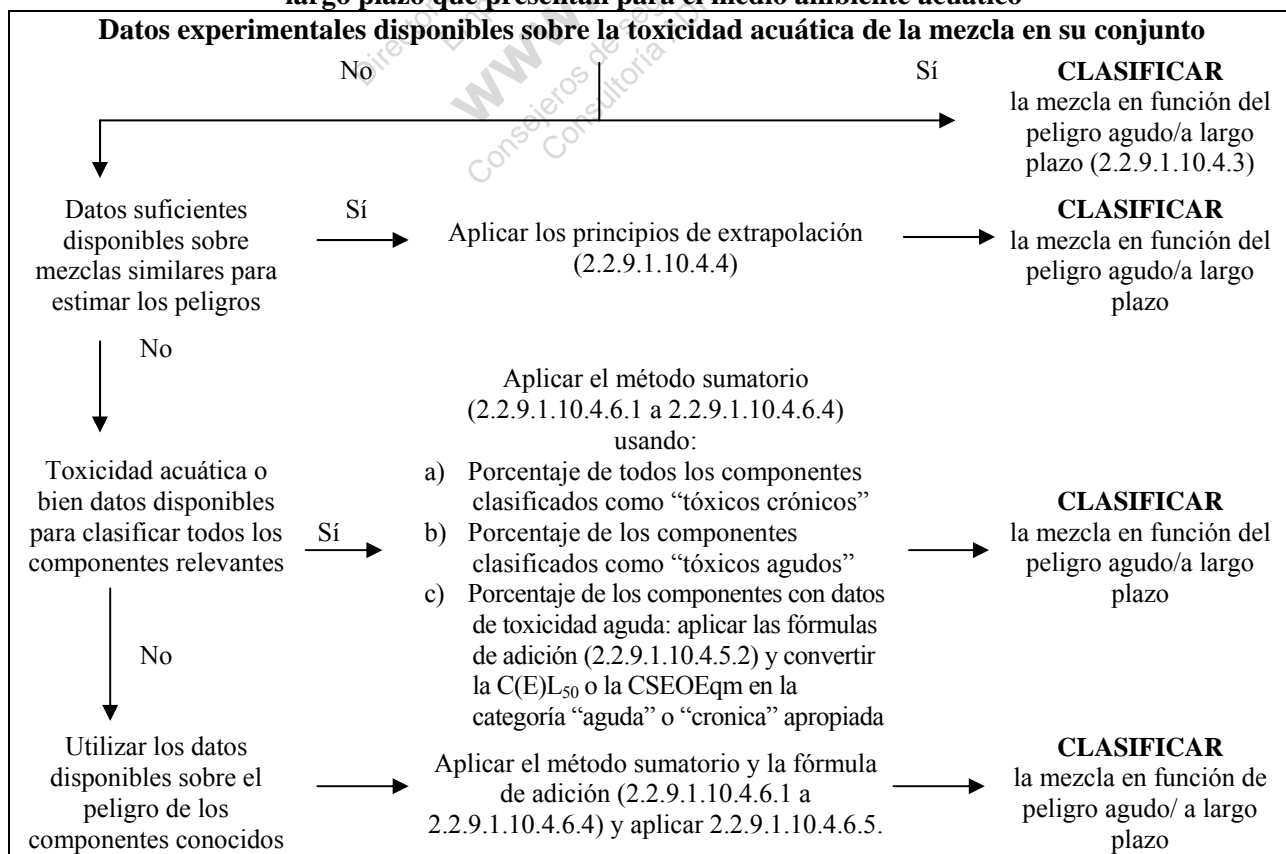 largo plazo que presentan para el medio ambiente acuático
Datos experimentales disponibles sobre la toxicidad acuática de la mezcla en su conjunto
No
Sí
CLASIFICAR
la mezcla en función del
peligro agudo/a largo
plazo (2.2.9.1.10.4.3)
Datos suficientes
disponibles sobre
mezclas similares para
estimar los peligros
Sí
Aplicar los principios de extrapolación
(2.2.9.1.10.4.4)
CLASIFICAR
la mezcla en función del
peligro agudo/a largo
plazo
No
Toxicidad acuática o
bien datos disponibles
para clasificar todos los
componentes relevantes
Sí
Aplicar el método sumatorio
(2.2.9.1.10.4.6.1 a 2.2.9.1.10.4.6.4)
usando:
a) Porcentaje de todos los componentes
clasificados como “tóxicos crónicos”
b) Porcentaje de los componentes
clasificados como “tóxicos agudos”
c) Porcentaje de los componentes con datos
de toxicidad aguda: aplicar las fórmulas
de adición (2.2.9.1.10.4.5.2) y convertir
la C(E)L₅₀ o la CSEOEqm en la
categoría “aguda” o “cronica” apropiada
CLASIFICAR
la mezcla en función del
peligro agudo/a largo
plazo
No
Utilizar los datos
disponibles sobre el
peligro de los
componentes conocidos
Aplicar el método sumatorio y la fórmula
de adición (2.2.9.1.10.4.6.1 a
2.2.9.1.10.4.6.4) y aplicar 2.2.9.1.10.4.6.5.
CLASIFICAR
la mezcla en función de
peligro agudo/ a largo
plazo
www
Consejeros de
Consultoría